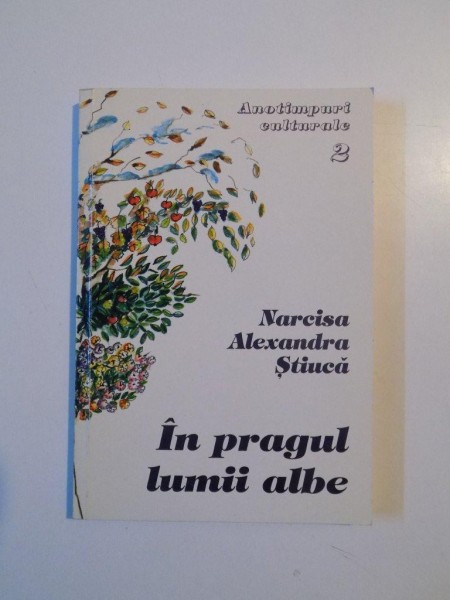 Anotimpuri
culturale
2
Narcisa
Alexandra
Știucă
În pragul
lumii albe